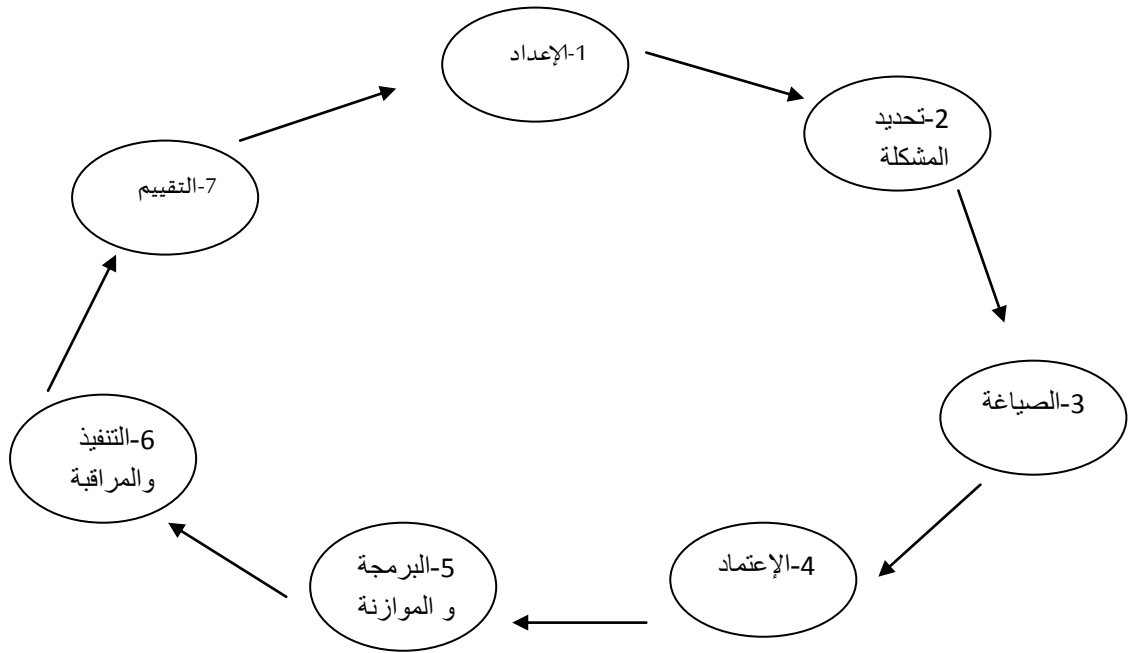 1-الإعداد
2-تحديد
المشكلة
3-الصياغة
4-الإعتماد
5-البرمجة
و الموازنة
6-التنفيذ
والمراقبة
7-التقييم